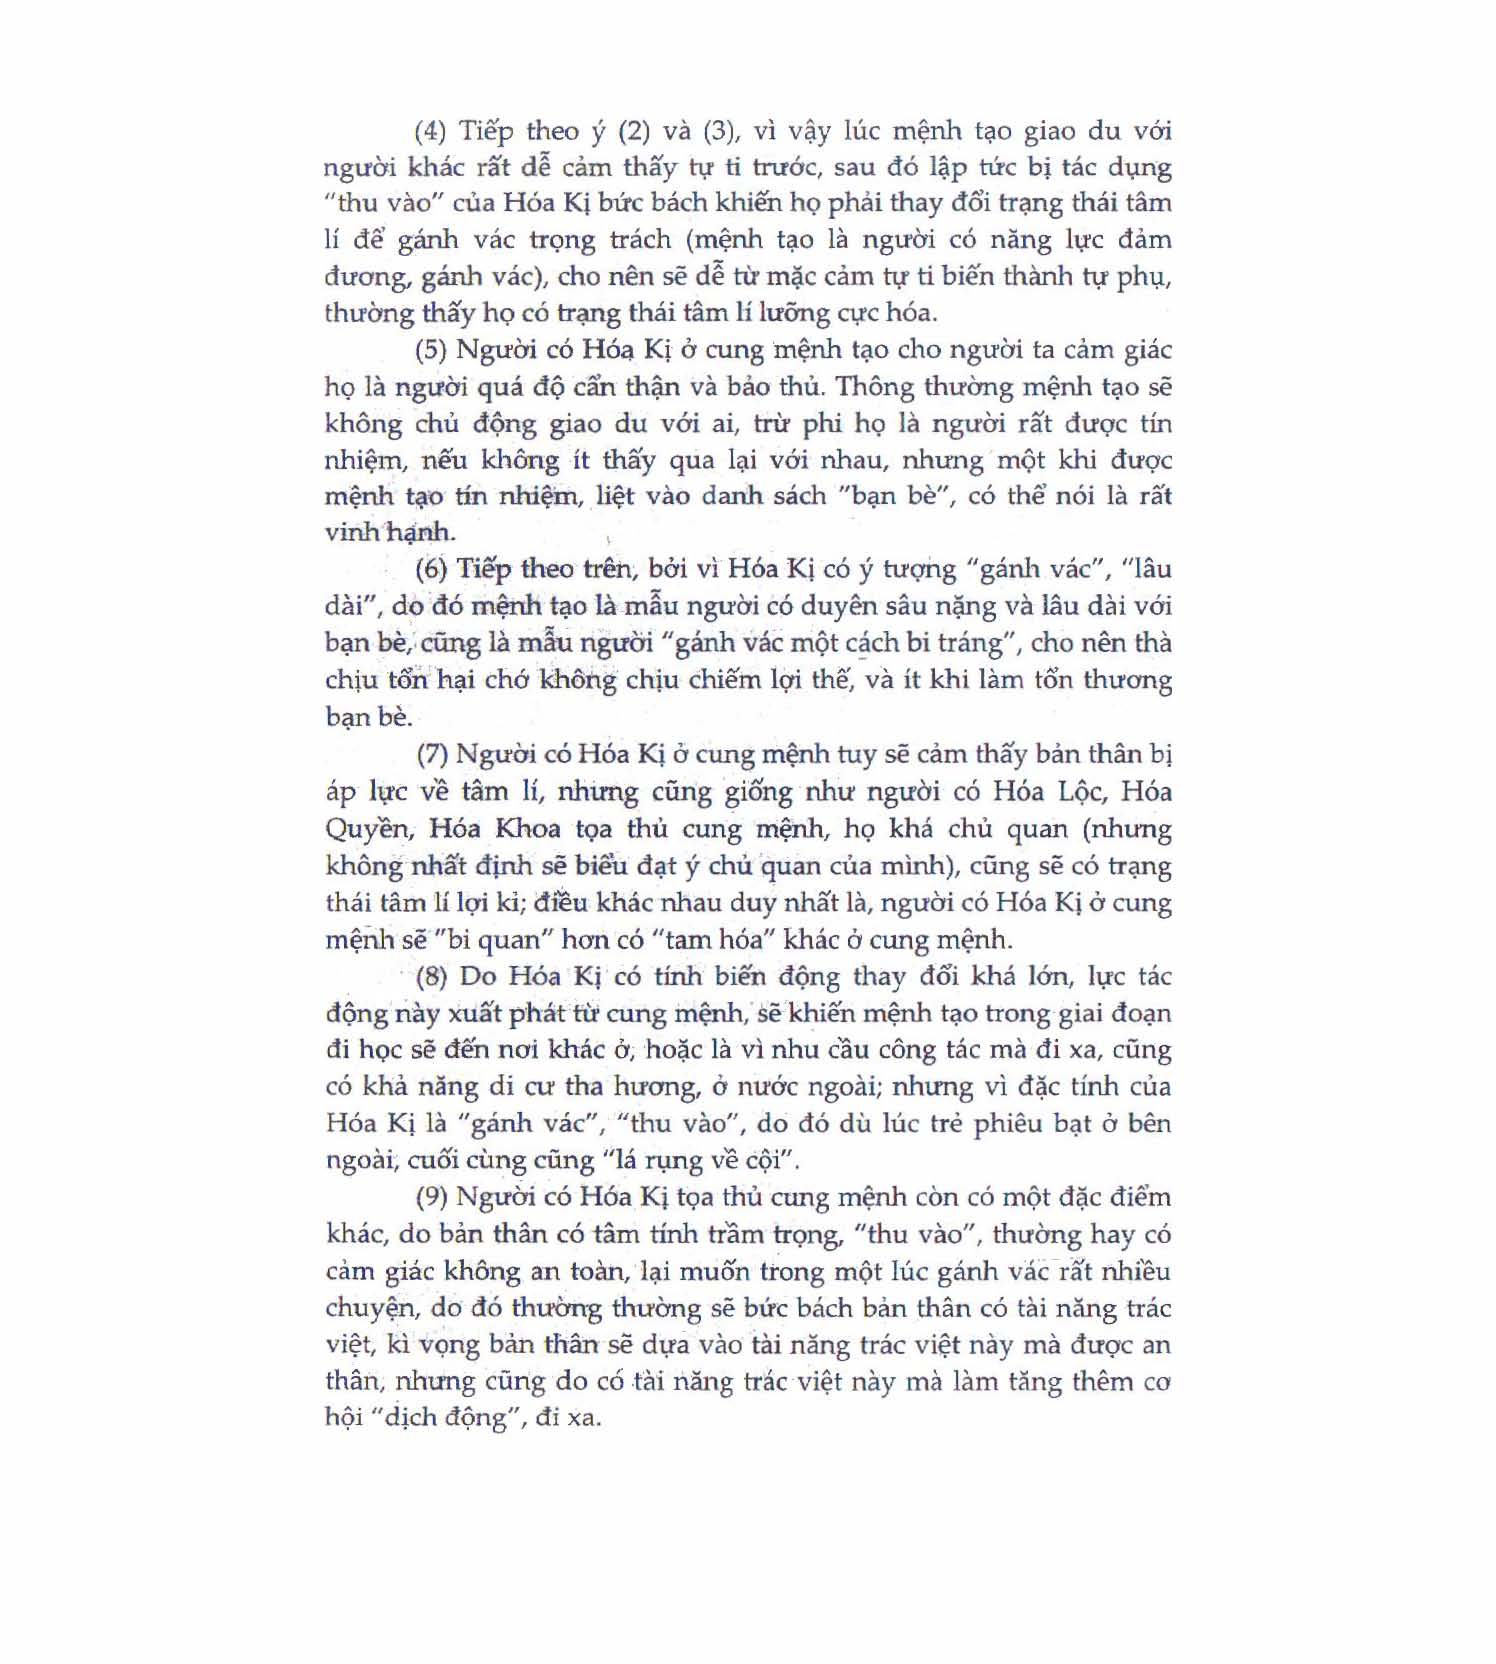 (4) Tiếp theo ý (2) và (3), vì vậy lúc mệnh tạo giao du với
người khác rất dễ cảm thấy tự ti trước, sau đó lập tức bị tác dụng
"thu vào" của Hóa Kị bức bách khiến họ phải thay đổi trạng thái tâm
lí để gánh vác trọng trách (mệnh tạo là người có năng lực đảm
đương, gánh vác), cho nên sẽ dễ từ mặc cảm tự ti biến thành tự phụ,
thường thấy họ có trạng thái tâm lí lưỡng cực hóa.
(5) Người có Hóa Kị ở cung mệnh tạo cho người ta cảm giác
họ là người quá độ cẩn thận và bảo thủ. Thông thường mệnh tạo sẽ
không chủ động giao du với ai, trừ phi họ là người rất được tín
nhiệm, nếu không ít thấy qua lại với nhau, nhưng một khi được
mệnh tạo tín nhiệm, liệt vào danh sách "bạn bè", có thể nói là rất
vinh hạnh.
(6) Tiếp theo trên, bởi vì Hóa Kị có ý tượng "gánh vác", "lâu
dài", do đó mệnh tạo là mẫu người có duyên sâu nặng và lâu dài với
bạn bè, cũng là mẫu người "gánh vác một cách bi tráng", cho nên thà
chịu tổn hại chớ không chịu chiếm lợi thế, và ít khi làm tổn thương
bạn bè.
(7) Người có Hóa Kị ở cung mệnh tuy sẽ cảm thấy bản thân bị
áp lực về tâm lí, nhưng cũng giống như người có Hóa Lộc, Hóa
Quyền, Hóa Khoa tọa thủ cung mệnh, họ khá chủ quan (nhưng
không nhất định sẽ biểu đạt ý chủ quan của mình), cũng sẽ có trạng
thái tâm lí lợi kỉ; điều khác nhau duy nhất là, người có Hóa Kị ở cung
mệnh sẽ "bi quan" hơn có "tam hóa" khác ở cung mệnh.
(8) Do Hóa Kị có tính biến động thay đổi khá lớn, lực tác
động này xuất phát từ cung mệnh, sẽ khiến mệnh tạo trong giai đoạn
đi học sẽ đến nơi khác ở, hoặc là vì nhu cầu công tác mà đi xa, cũng
có khả năng di cư tha hương, ở nước ngoài; nhưng vì đặc tính của
Hóa Kị là "gánh vác", "thu vào", do đó dù lúc trẻ phiêu bạt ở bên
ngoài, cuối cùng cũng "lá rụng về cội".
(9) Người có Hóa Kị tọa thủ cung mệnh còn có một đặc điểm
khác, do bản thân có tâm tính trầm trọng, "thu vào", thường hay có
cảm giác không an toàn, lại muốn trong một lúc gánh vác rất nhiều
chuyện, do đó thường thường sẽ bức bách bản thân có tài năng trác
việt, kì vọng bản thân sẽ dựa vào tài năng trác việt này mà được an
thân, nhưng cũng do có tài năng trác việt này mà làm tăng thêm cơ
hội "dịch động", đi xa.